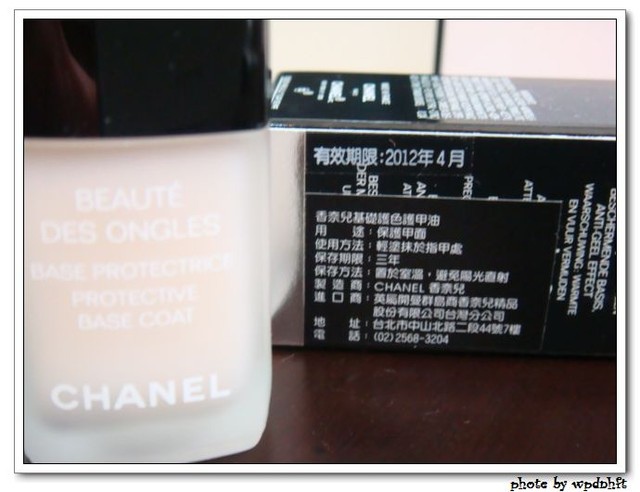 BEAUTÉ
DES ONGLES
BASE PROTECTRICE
PROTECTIVE
BASE COAT
CHANEL
有效期限:2012年4月
香奈兒基礎護色護甲油
用 途：保護甲面
使用方法：輕塗抹於指甲處
保存期限：三年
保存方法：置於室溫，避免陽光直射
製 造 商：CHANEL 香奈兒
進 口 商：英屬開曼群島商香奈兒精品
股份有限公司台灣分公司
地 址：台北市中山北路二段44號7樓
電 話：(02)2568-3204
BESCHERMENDE BASIS,
ANTI-GEEL EFFECT
WAARSCHUWING: WARMTE
EN VUUR VERMIJDEN
photo by wpdnhft